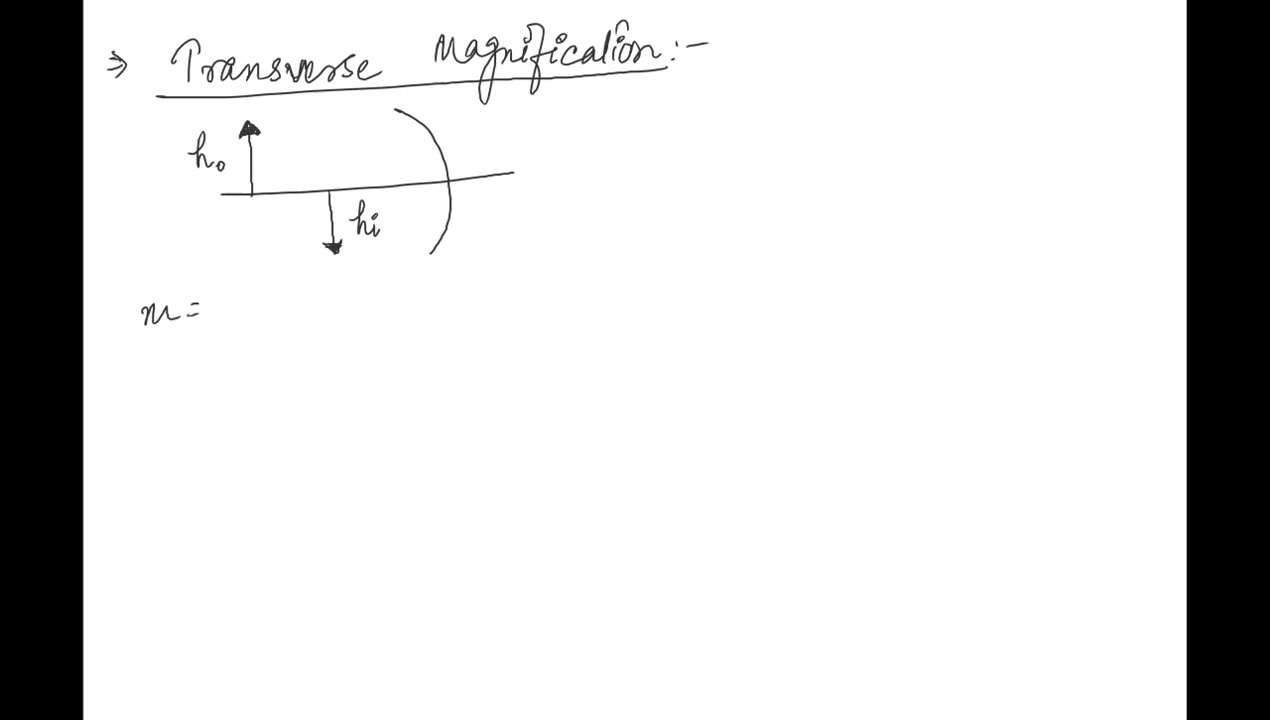 ⇒ Transverse Magnification:-
h₀
hi
m =